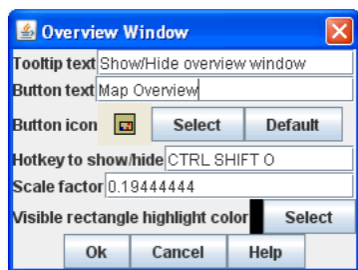 Overview Window
Tooltip text Show/Hide overview window
Button text Map Overview
Button icon Select Default
Hotkey to show/hide CTRL SHIFT O
Scale factor 0.19444444
Visible rectangle highlight color Select
Ok Cancel Help